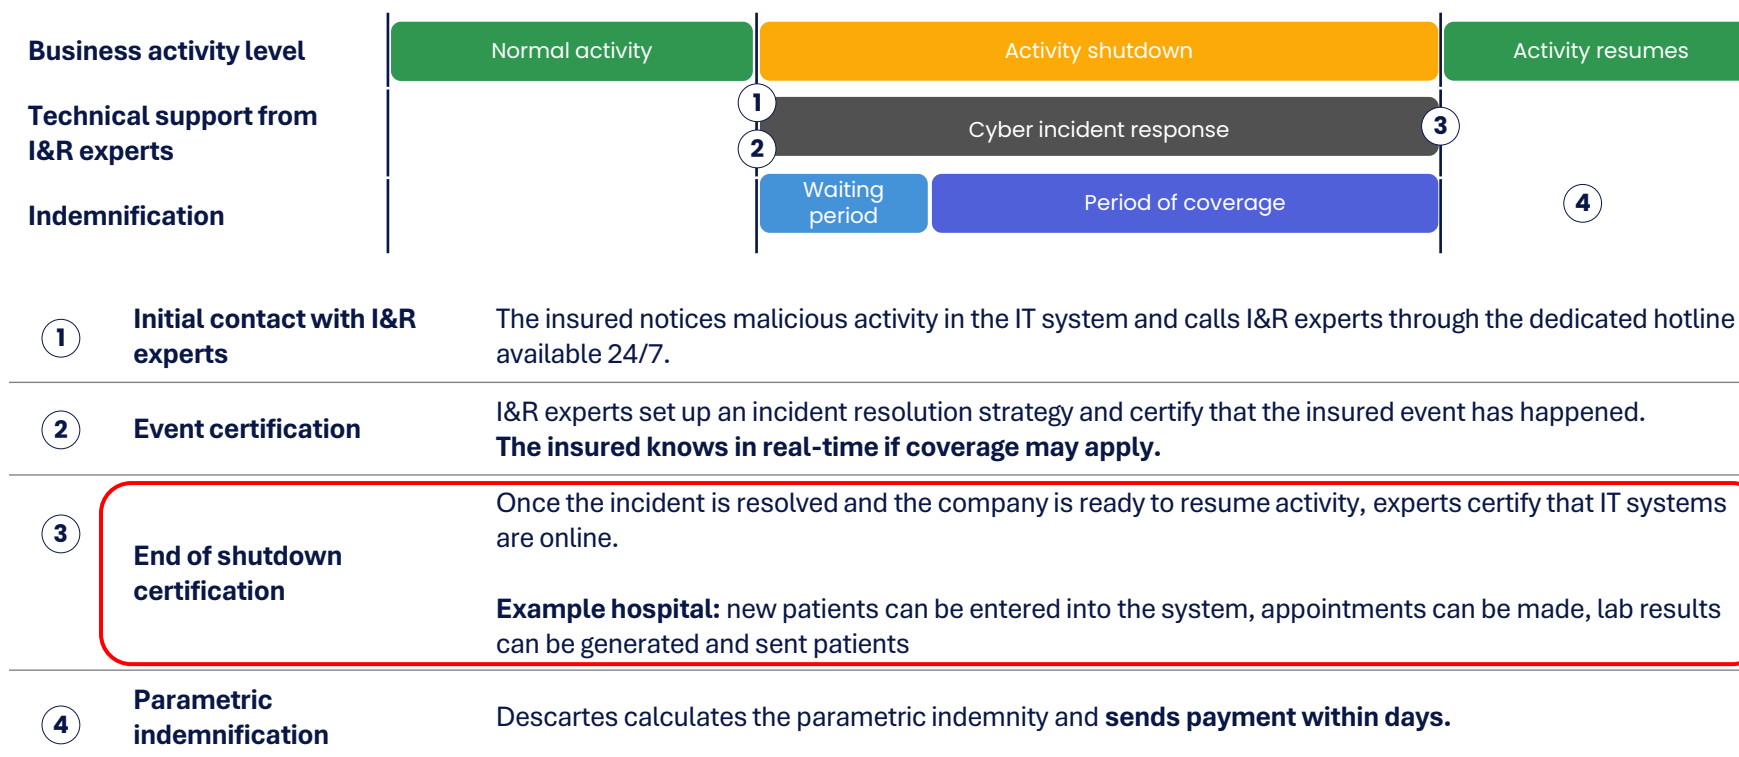 Business activity level
Normal activity
Activity shutdown
Activity resumes
Technical support from
I&R experts
1
2
Cyber incident response
3
Indemnification
Waiting
period
Period of coverage
4
1
Initial contact with I&R
experts
The insured notices malicious activity in the IT system and calls I&R experts through the dedicated hotline
available 24/7.
2
Event certification
I&R experts set up an incident resolution strategy and certify that the insured event has happened.
The insured knows in real-time if coverage may apply.
3
End of shutdown
certification
Once the incident is resolved and the company is ready to resume activity, experts certify that IT systems
are online.
Example hospital: new patients can be entered into the system, appointments can be made, lab results
can be generated and sent patients
4
Parametric
indemnification
Descartes calculates the parametric indemnity and sends payment within days.